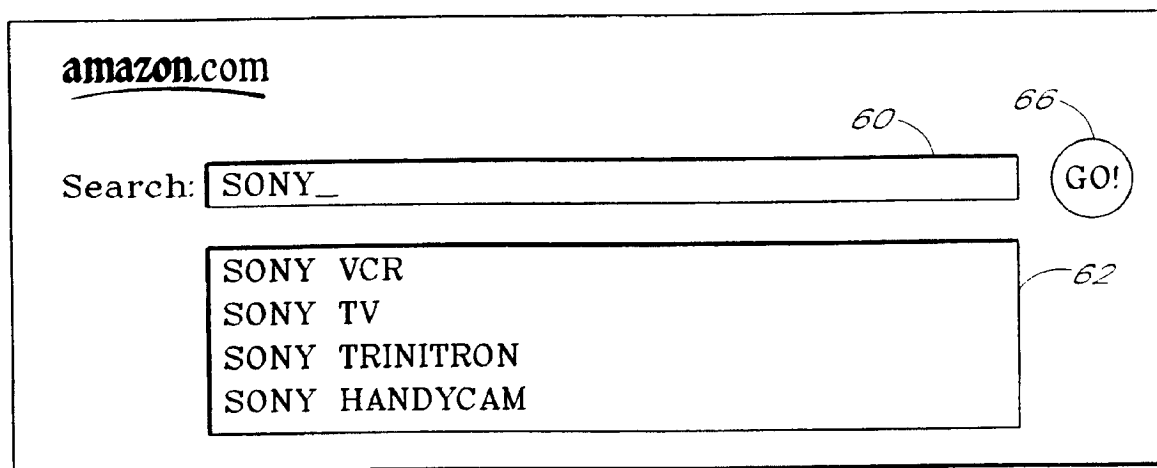 amazon.com
60
66
Search: SONY_ GO!
SONY VCR
62
SONY TV
SONY TRINITRON
SONY HANDYCAM